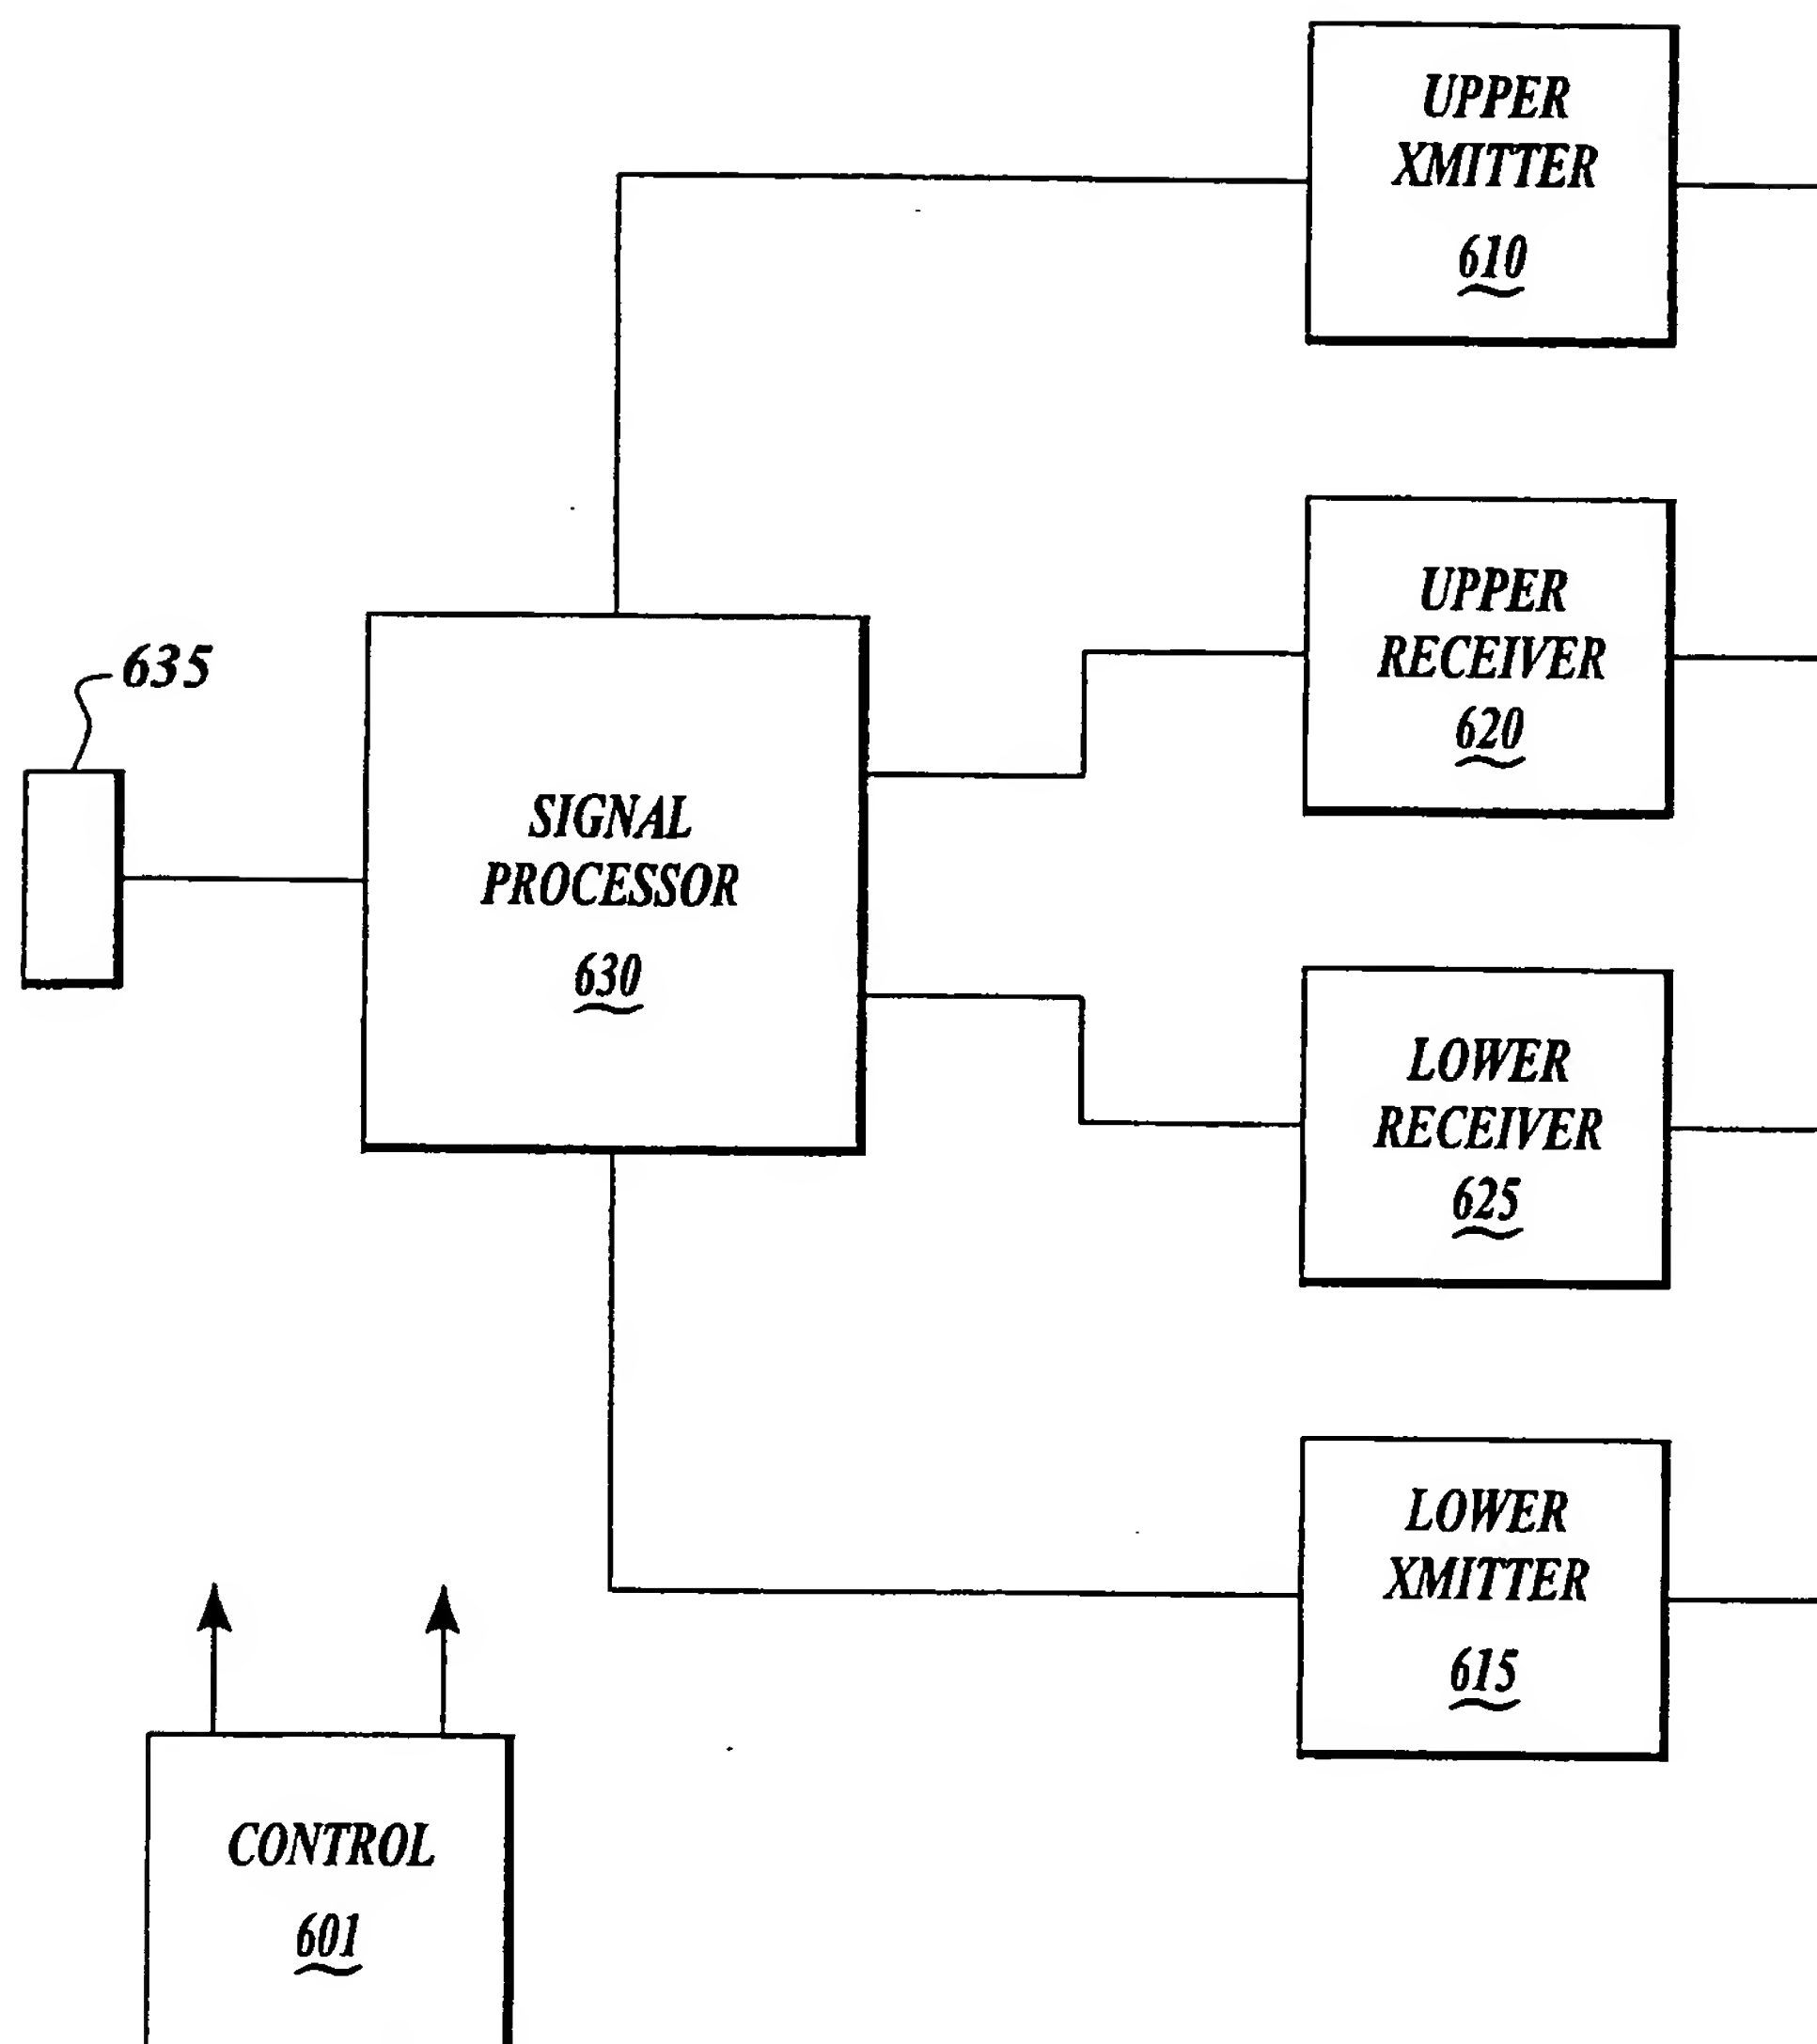 UPPER
XMITTER
610
UPPER
RECEIVER
620
635
SIGNAL
PROCESSOR
630
LOWER
RECEIVER
625
LOWER
XMITTER
615
CONTROL
601